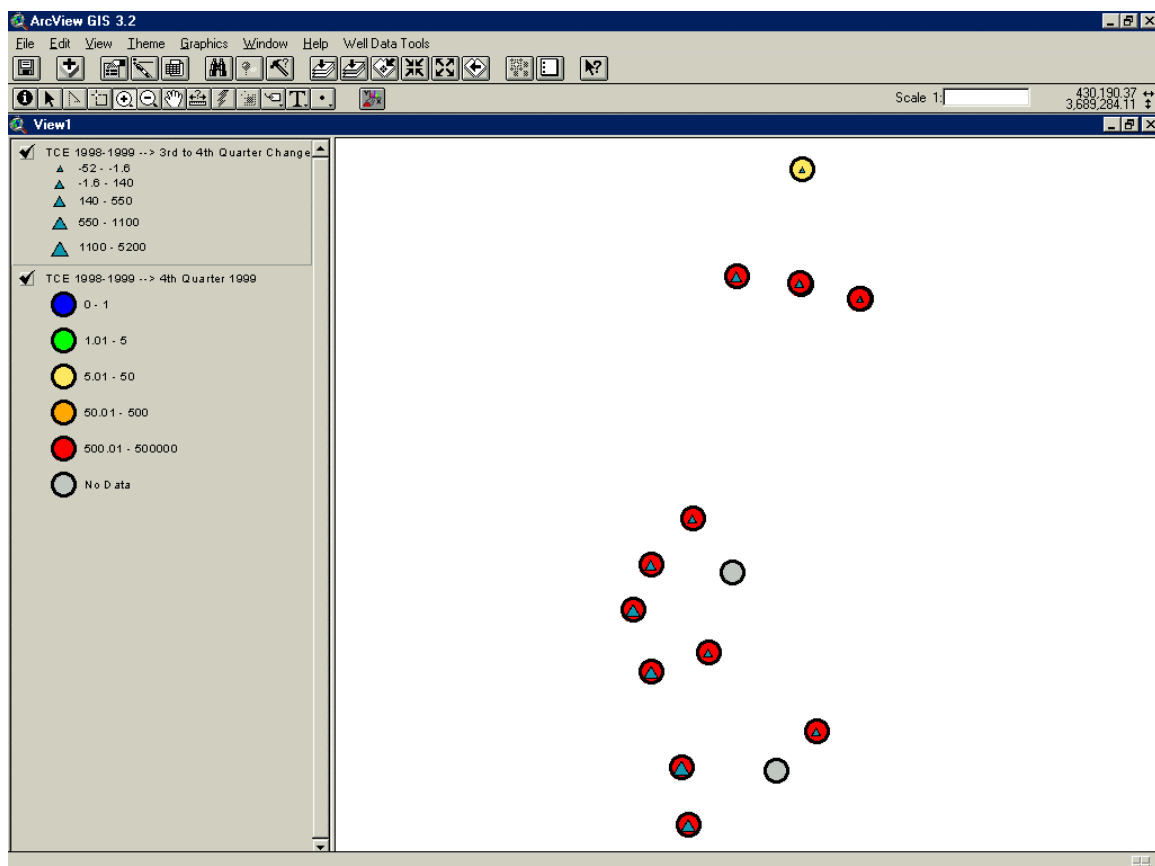 ArcView GIS 3.2
File Edit View Theme Graphics Window Help Well Data Tools
Scale 1: 430,190.37
3,689,284.11
View1
TCE 1998-1999 --> 3rd to 4th Quarter Change
-52 - -1.6
-1.6 - 140
140 - 550
550 - 1100
1100 - 5200
TCE 1998-1999 --> 4th Quarter 1999
0 - 1
1.01 - 5
5.01 - 50
50.01 - 500
500.01 - 500000
No Data